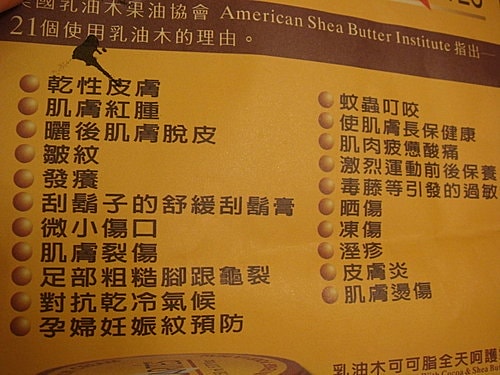 國乳油木果油協會 American Shea Butter Institute 指出
21個使用乳油木的理由。
乾性皮膚
肌膚紅腫
曬後肌膚脫皮
皺紋
發癢
刮鬍子的舒緩刮鬍膏
微小傷口
肌膚裂傷
足部粗糙腳跟龜裂
對抗乾冷氣候
孕婦妊娠紋預防
蚊蟲叮咬
使肌膚長保健康
肌肉疲憊酸痛
激烈運動前後保養
毒藤等引發的過敏
晒傷
凍傷
溼疹
皮膚炎
肌膚燙傷
乳油木可可脂全天呵護